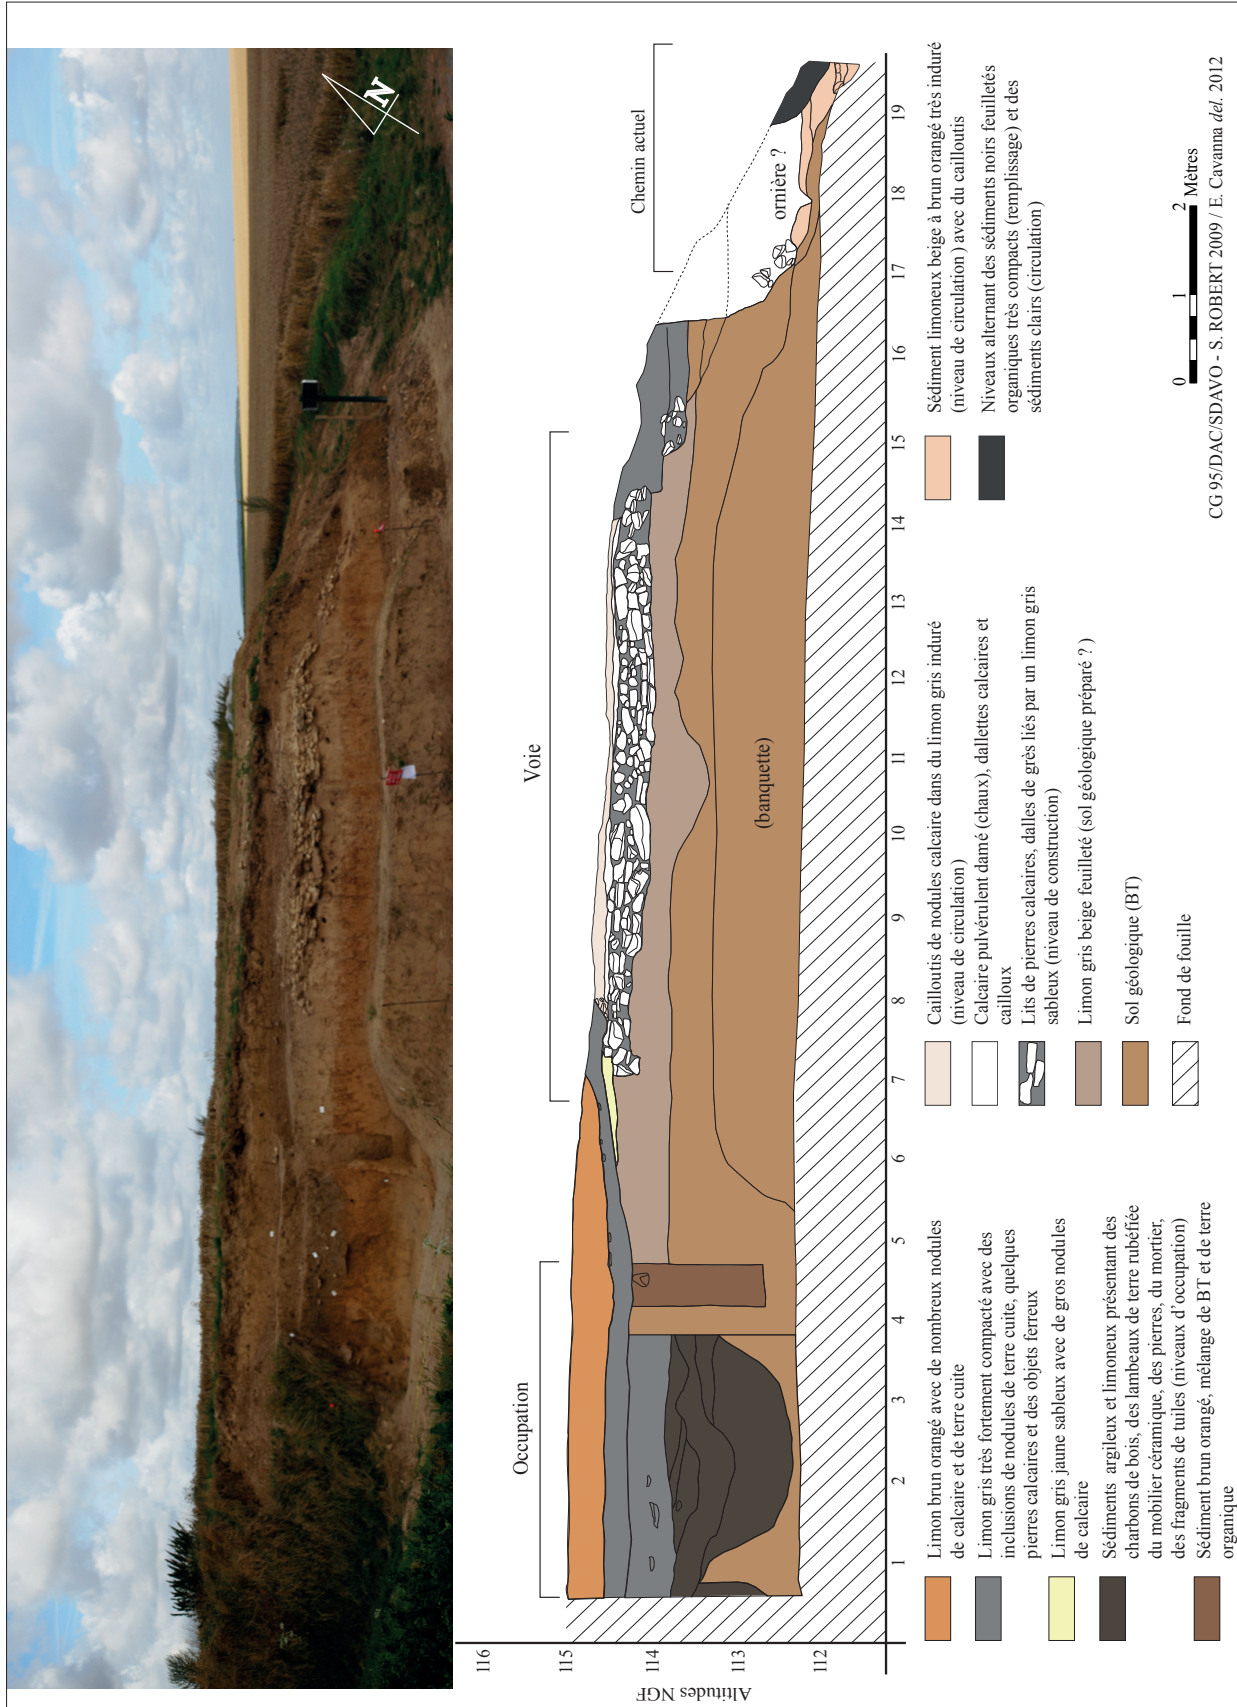 N
Occupation
Voie
Chemin actuel
ornière ?
(banquette)
Altitudes NGF
116
115
114
113
112
1 2 3 4 5 6 7 8 9 10 11 12 13 14 15 16 17 18 19
Limon brun orangé avec de nombreux nodules
de calcaire et de terre cuite
Limon gris très fortement compacté avec des
inclusions de nodules de terre cuite, quelques
pierres calcaires et des objets ferreux
Limon gris jaune sableux avec de gros nodules
de calcaire
Sédiments argileux et limoneux présentant des
charbons de bois, des lambeaux de terre rubéfiée
du mobilier céramique, des pierres, du mortier,
des fragments de tuiles (niveaux d'occupation)
Sédiment brun orangé, mélange de BT et de terre
organique
Cailloutis de nodules calcaire dans du limon gris induré
(niveau de circulation)
Calcaire pulvérulent damé (chaux), dallettes calcaires et
cailloux
Lits de pierres calcaires, dalles de grès liés par un limon gris
sableux (niveau de construction)
Limon gris beige feuilleté (sol géologique préparé ? )
Sol géologique (BT)
Fond de fouille
Sédiment limoneux beige à brun orangé très induré
(niveau de circulation ) avec du cailloutis
Niveaux alternant des sédiments noirs feuilletés
organiques très compacts (remplissage) et des
sédiments clairs (circulation)
0 1 2 Mètres
CG 95/DAC/SDAVO - S. ROBERT 2009 / E. Cavanna del. 2012